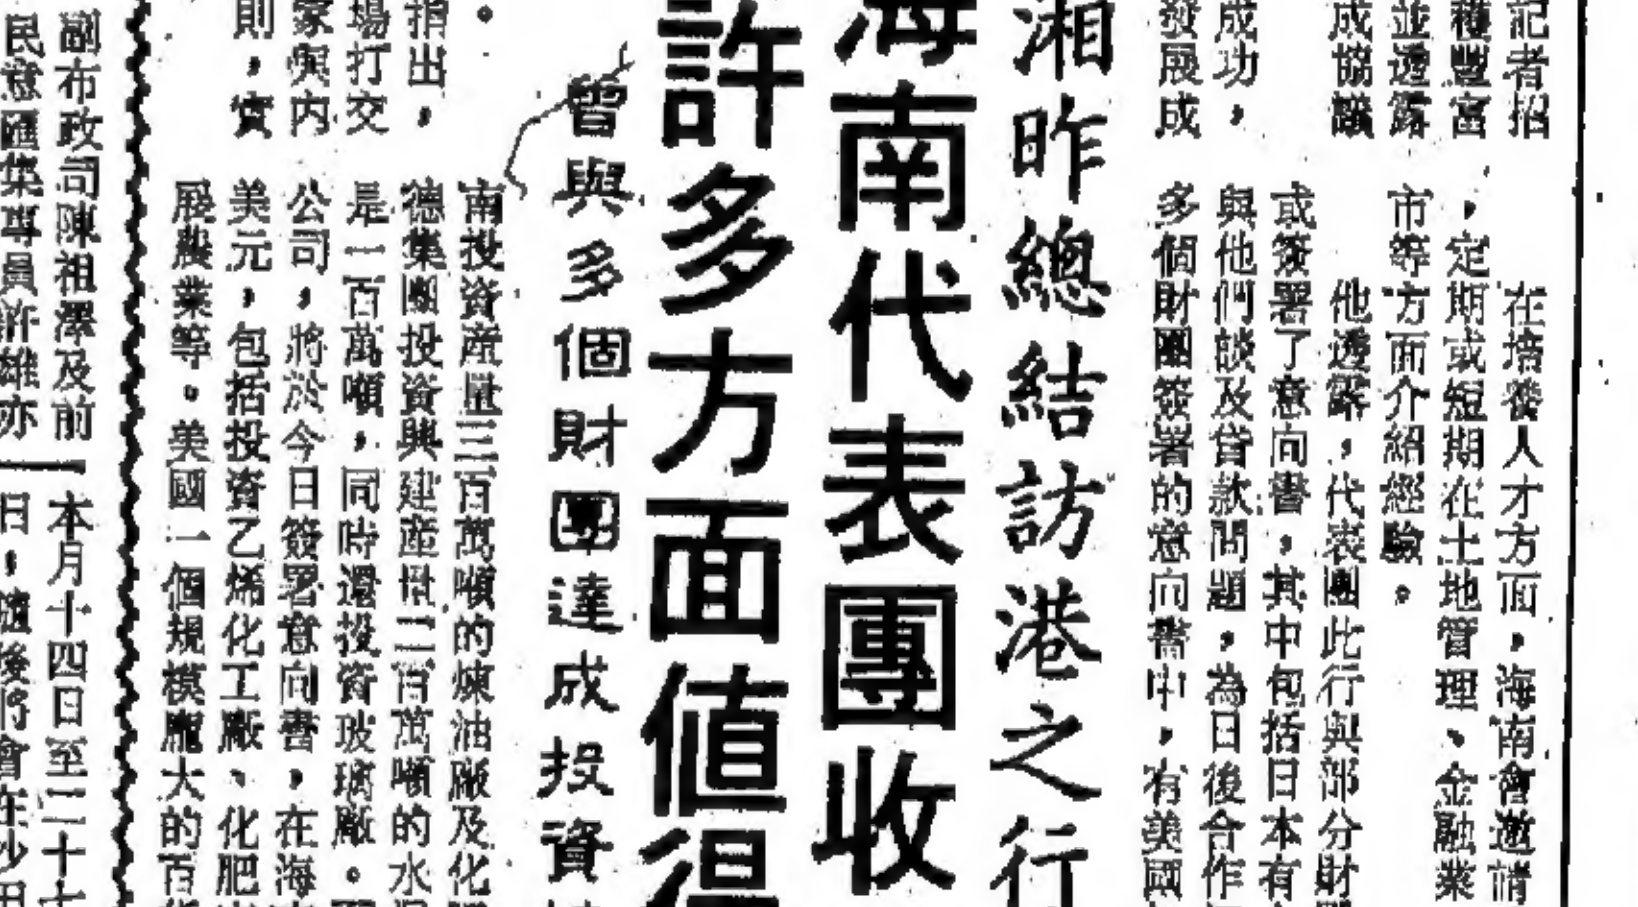 記者招
穫豐富
並透露
成協議
成功，
發展成
在培養人才方面，海南會邀請
，定期或短期在土地管理、金融業
市等方面介紹經驗。
他透露，代表團此行與部分財
或簽署了意向書，其中包括日本有
與他們談及貸款問題，為日後合作
多個財團簽署的意向書中，有美國
湘昨總結訪港之行
海南代表團收
許多方面值得
曾與多個財團達成投資
。
指出，
場打交
家與內
則，實
南投資產量三百萬噸的煉油廠及化
德集團投資興建產量二百萬噸的水
是一百萬噸，同時還投資玻璃廠。
公司，將於今日簽署意向書，在海
美元，包括投資乙烯化工廠、化肥
展農業等。美國一個規模龐大的百
副布政司陳祖澤及前
民意匯集專員許雄亦
本月十四日至二十
日，隨後將會在沙田